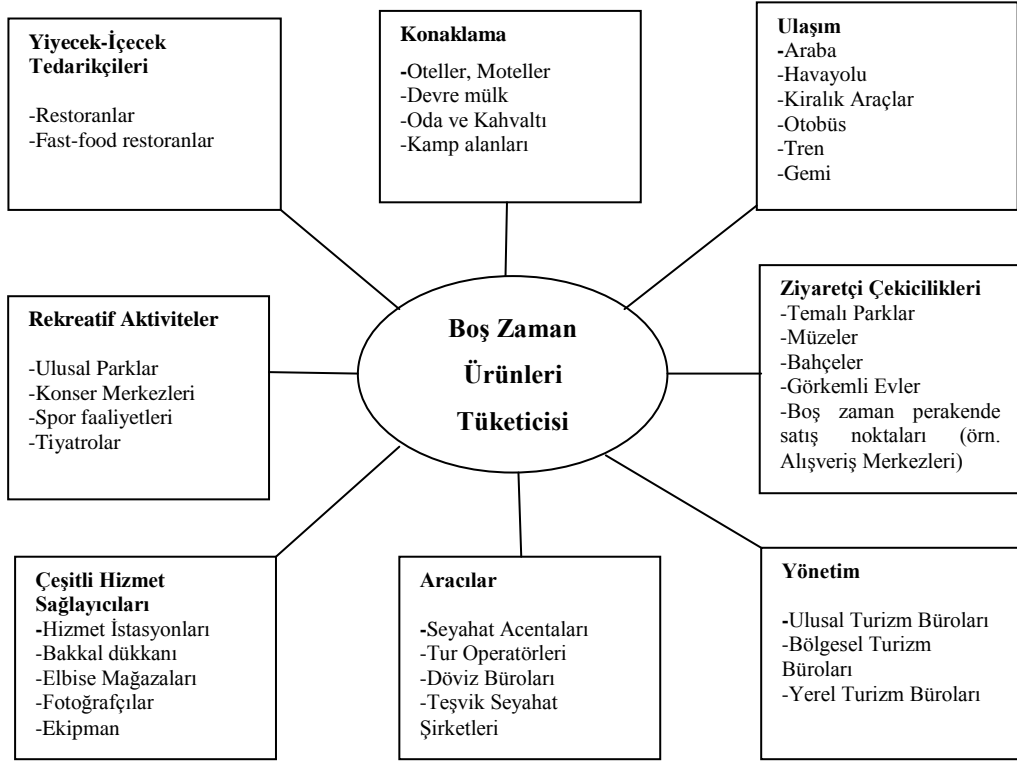 Yiyecek-İçecek
Tedarikçileri
-Restoranlar
-Fast-food restoranlar
Konaklama
-Oteller, Moteller
-Devre mülk
-Oda ve Kahvaltı
-Kamp alanları
Ulaşım
-Araba
-Havayolu
-Kiralık Araçlar
-Otobüs
-Tren
-Gemi
Rekreatif Aktiviteler
-Ulusal Parklar
-Konser Merkezleri
-Spor faaliyetleri
-Tiyatrolar
Boş Zaman
Ürünleri
Tüketicisi
Ziyaretçi Çekicilikleri
-Temalı Parklar
-Müzeler
-Bahçeler
-Görkemli Evler
-Boş zaman perakende
satış noktaları (örn.
Alışveriş Merkezleri)
Çeşitli Hizmet
Sağlayıcıları
-Hizmet İstasyonları
-Bakkal dükkanı
-Elbise Mağazaları
-Fotoğrafçılar
-Ekipman
Aracılar
-Seyahat Acentaları
-Tur Operatörleri
-Döviz Büroları
-Teşvik Seyahat
Şirketleri
Yönetim
-Ulusal Turizm Büroları
-Bölgesel Turizm
Büroları
-Yerel Turizm Büroları